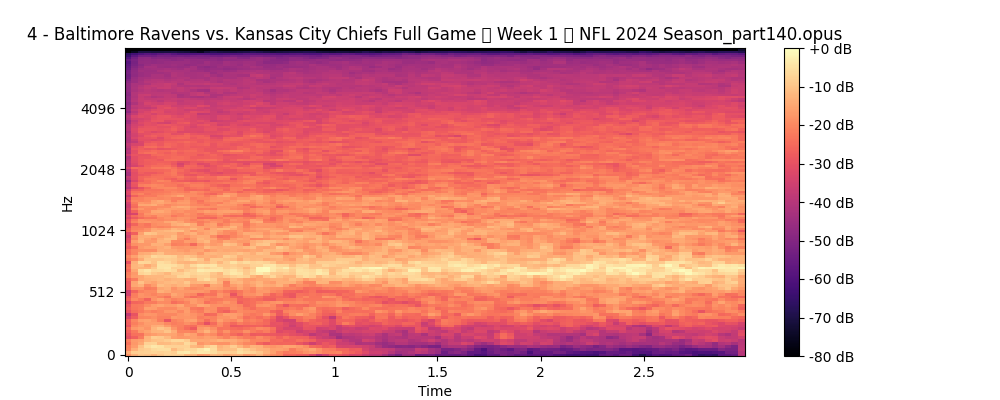 4 - Baltimore Ravens vs. Kansas City Chiefs Full Game ▯ Week 1 ▯ NFL 2024 Season_part140.opus
+0 dB
-10 dB
-20 dB
-30 dB
-40 dB
-50 dB
-60 dB
-70 dB
-80 dB
Hz
4096
2048
1024
512
0
0
0.5
1
1.5
2
2.5
Time